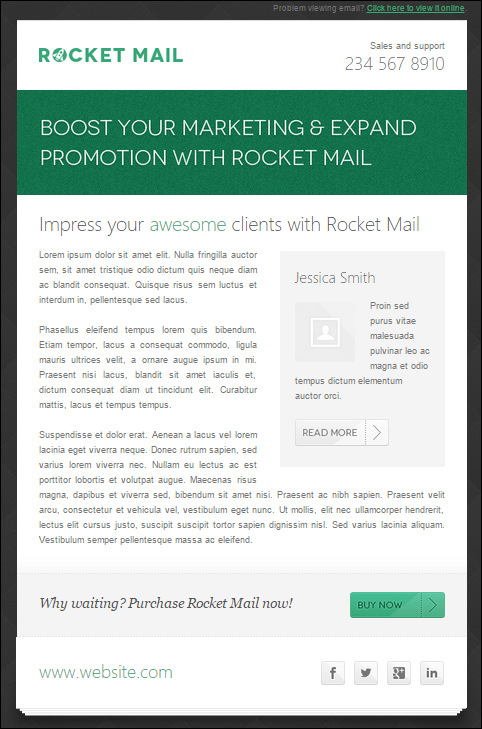 Problem viewing email? Click here to view it online.
ROCKET MAIL
Sales and support
234 567 8910
BOOST YOUR MARKETING & EXPAND
PROMOTION WITH ROCKET MAIL
Impress your awesome clients with Rocket Mail
Lorem ipsum dolor sit amet elit. Nulla fringilla auctor
sem, sit amet tristique odio dictum quis neque diam
ac blandit consequat. Quisque risus sem luctus et
interdum in, pellentesque sed lacus.
Phasellus eleifend tempus lorem quis bibendum.
Etiam tempor, lacus a consequat commodo, ligula
mauris ultrices velit, a ornare augue ipsum in mi.
Praesent nisi lacus, blandit sit amet iaculis et,
dictum consequat diam ut tincidunt elit. Curabitur
mattis, lacus et tempus tempus.
Suspendisse et dolor erat. Aenean a lacus vel lorem
lacinia eget viverra neque. Donec rutrum sapien, sed
varius lorem viverra nec. Nullam eu lectus ac est
porttitor lobortis et volutpat augue. Maecenas risus
magna, dapibus et viverra sed, bibendum sit amet nisi. Praesent ac nibh sapien. Praesent velit
arcu, consectetur et vehicula vel, vestibulum eget nunc. Ut mollis, elit nec ullamcorper hendrerit,
lectus elit cursus justo, suscipit suscipit tortor sapien dignissim nisl. Sed varius lacinia aliquam.
Vestibulum semper pellentesque massa ac eleifend.
Jessica Smith
Proin sed
purus vitae
malesuada
pulvinar leo ac
magna et odio
tempus dictum elementum
auctor orci.
READ MORE
Why waiting? Purchase Rocket Mail now!
BUY NOW
www.website.com